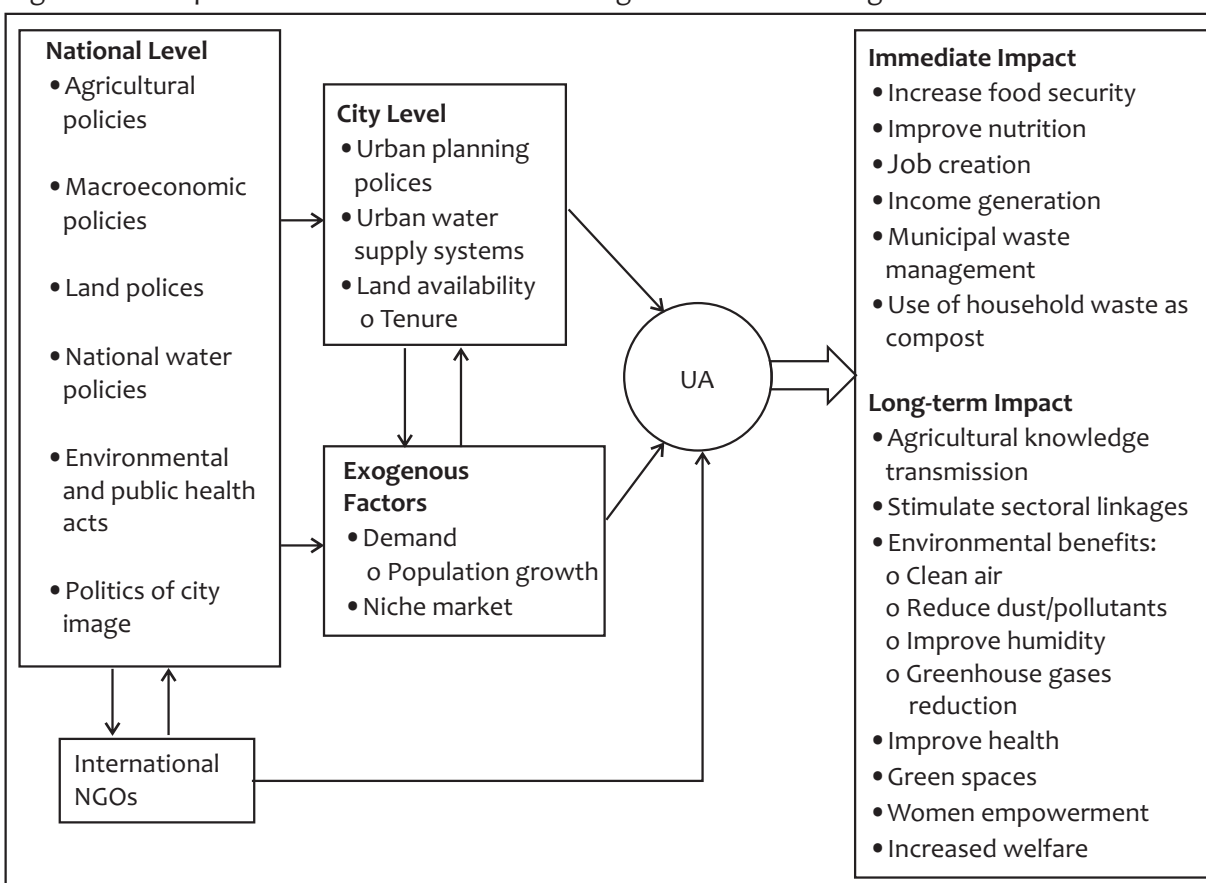 National Level
• Agricultural
policies
• Macroeconomic
policies
• Land polices
• National water
policies
• Environmental
and public health
acts
• Politics of city
image
International
NGOs
City Level
• Urban planning
polices
• Urban water
supply systems
• Land availability
o Tenure
Exogenous
Factors
• Demand
o Population growth
• Niche market
UA
Immediate Impact
• Increase food security
• Improve nutrition
• Job creation
• Income generation
• Municipal waste
management
• Use of household waste as
compost
Long-term Impact
• Agricultural knowledge
transmission
• Stimulate sectoral linkages
• Environmental benefits:
o Clean air
o Reduce dust/pollutants
o Improve humidity
o Greenhouse gases
reduction
• Improve health
• Green spaces
• Women empowerment
• Increased welfare